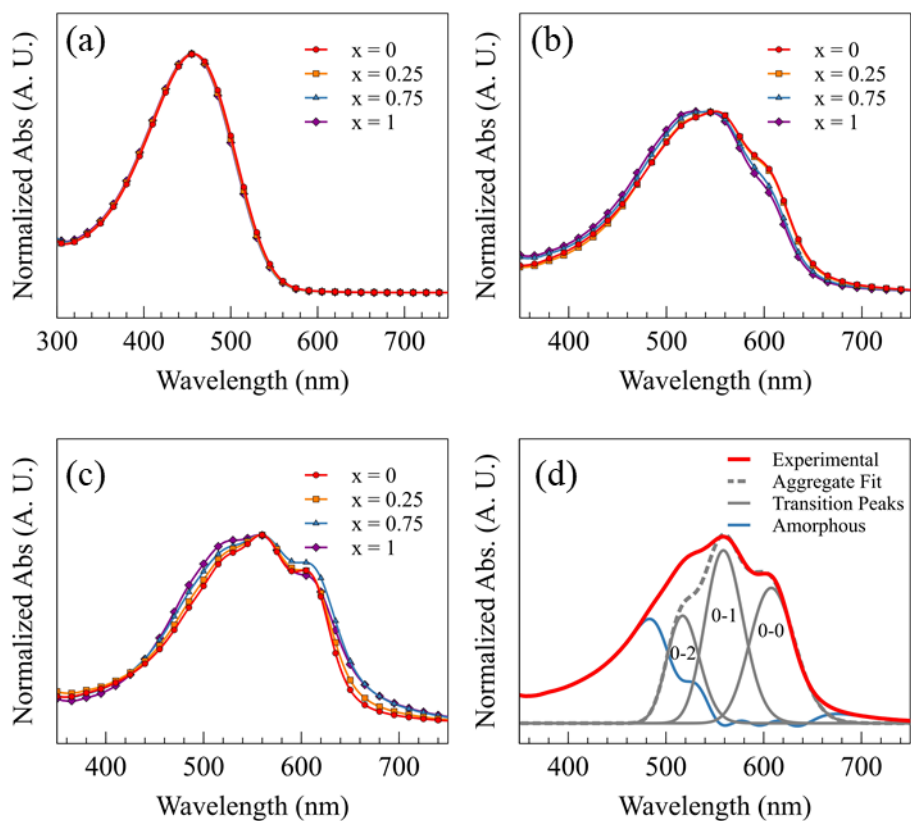 (a)
x = 0
x = 0.25
x = 0.75
x = 1
Normalized Abs (A. U.)
300 400 500 600 700
Wavelength (nm)
(b)
x = 0
x = 0.25
x = 0.75
x = 1
Normalized Abs (A. U.)
400 500 600 700
Wavelength (nm)
(c)
x = 0
x = 0.25
x = 0.75
x = 1
Normalized Abs (A. U.)
400 500 600 700
Wavelength (nm)
(d)
Experimental
Aggregate Fit
Transition Peaks
Amorphous
0-2
0-1
0-0
Normalized Abs. (A. U.)
400 500 600 700
Wavelength (nm)